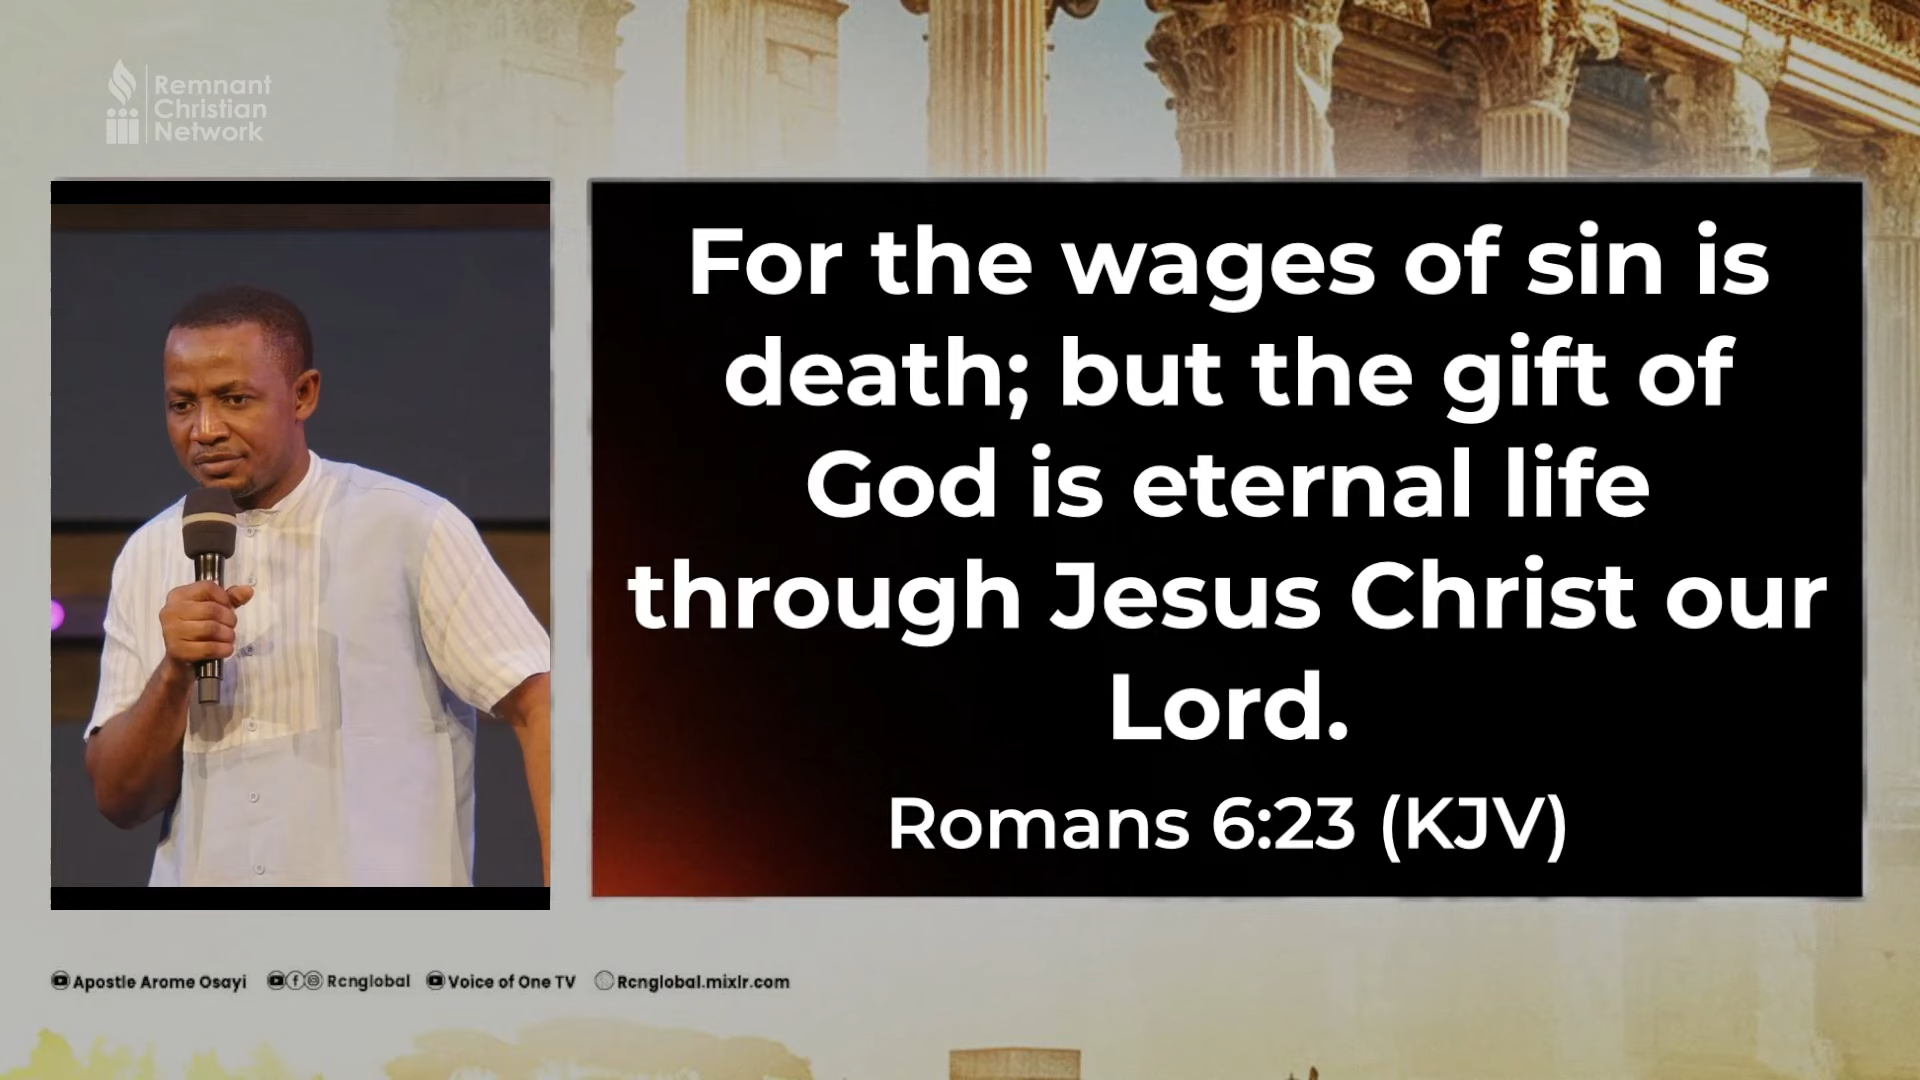 Remnant
Christian
Network
For the wages of sin is
death; but the gift of
God is eternal life
through Jesus Christ our
Lord.
Romans 6:23 (KJV)
Apostle Arome Osayi Rcnglobal Voice of One TV Rcnglobal.mixlr.com